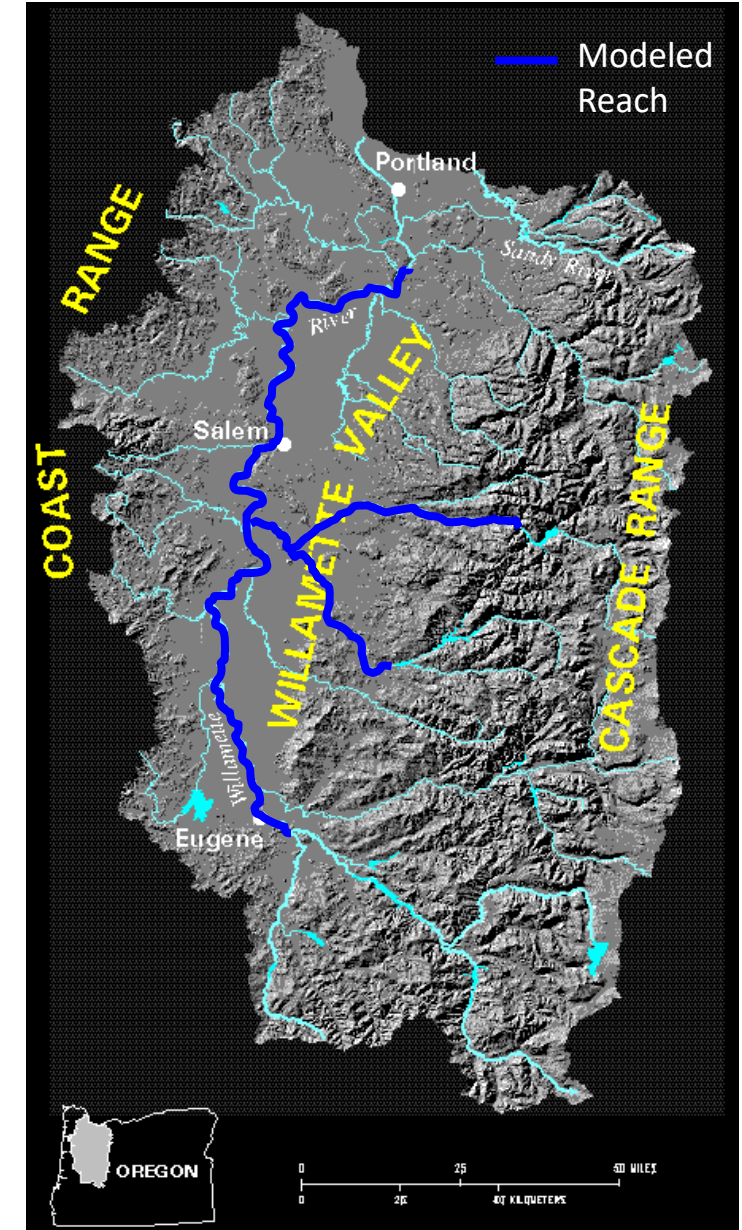 Modeled
Reach
Portland
Sandy River
RANGE
River
WILLAMETTE VALLEY
Salem
COAST
CASCADE RANGE
Willamette
Eugene
OREGON
0 25 50 MILES
0 25
KILOMETERS